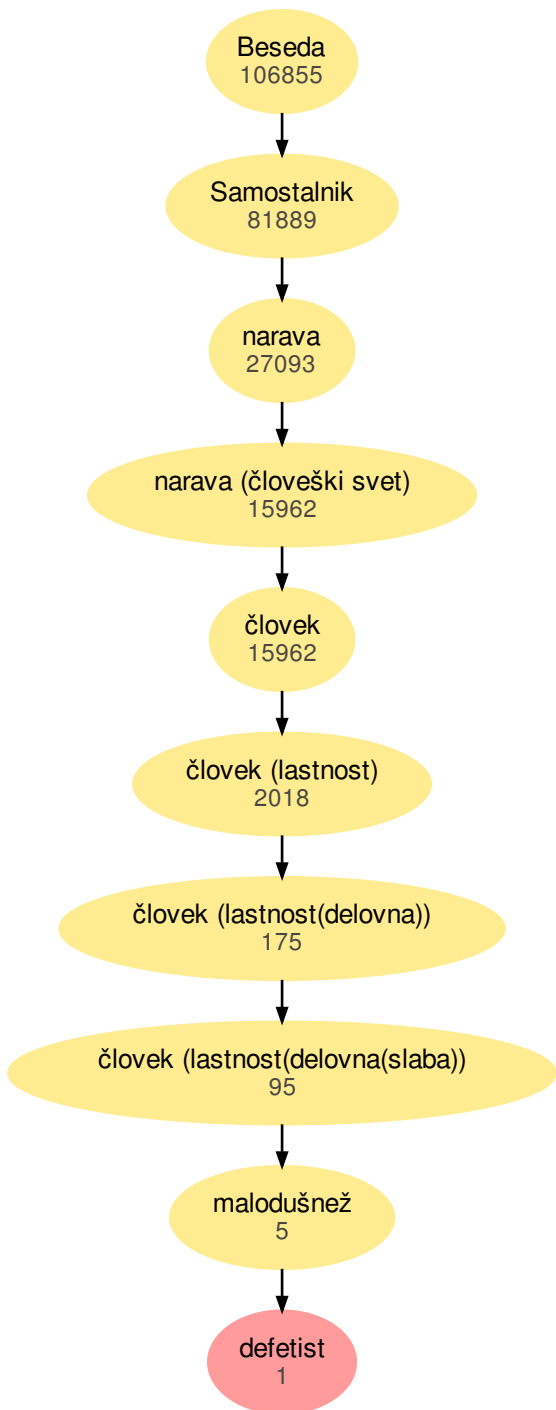 Beseda
106855
Samostalnik
81889
narava
27093
narava (človeški svet)
15962
človek
15962
človek (lastnost)
2018
človek (lastnost(delovna))
175
človek (lastnost(delovna(slaba))
95
malodušnež
5
defetist
1